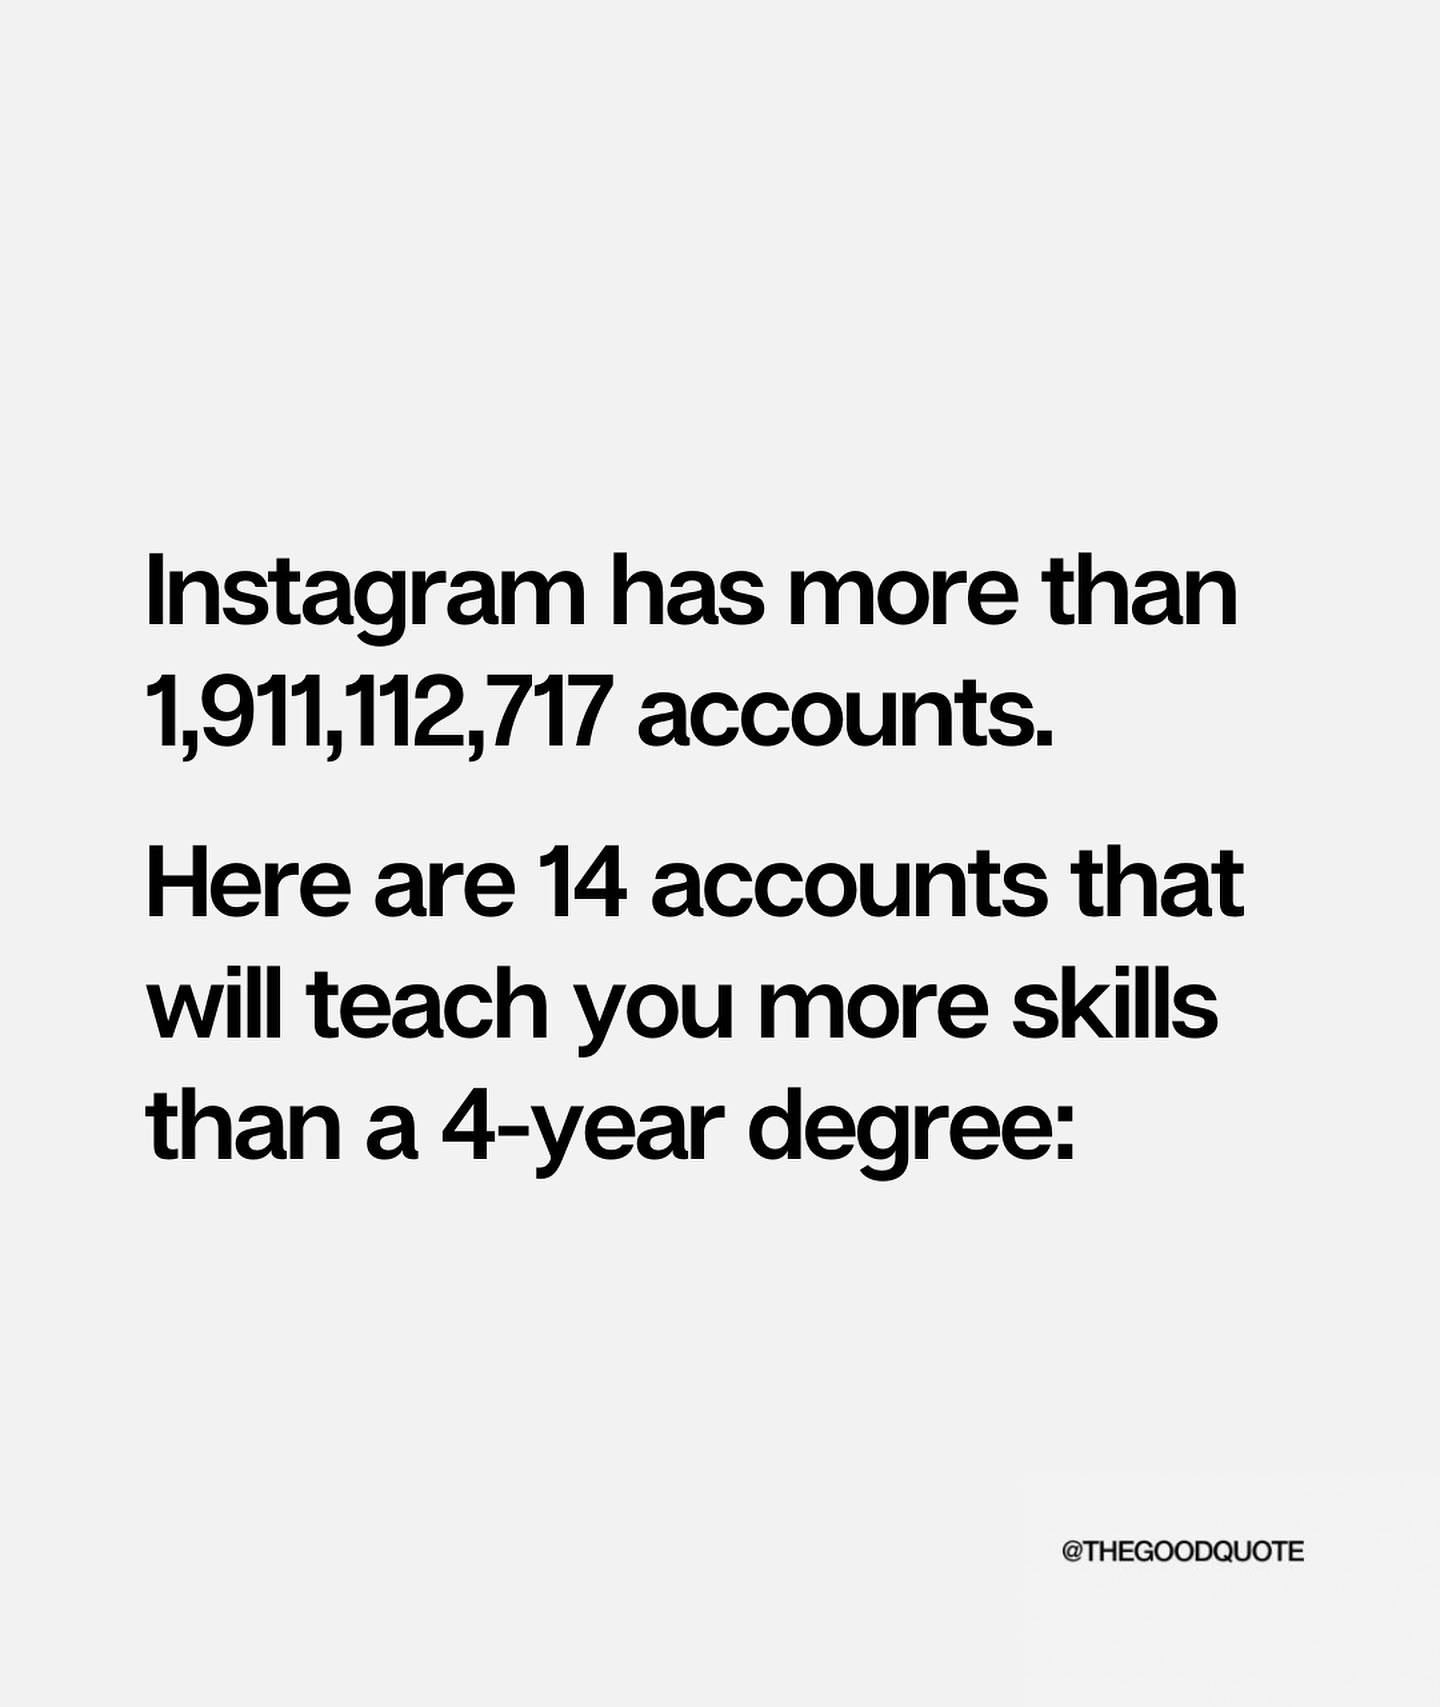 Instagram has more than
1,911,112,717 accounts.
Here are 14 accounts that
will teach you more skills
than a 4-year degree:
@THEGOODQUOTE